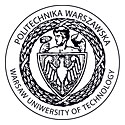 POLITECHNIKA WARSZAWSKA
WARSAW UNIVERSITY OF TECHNOLOGY